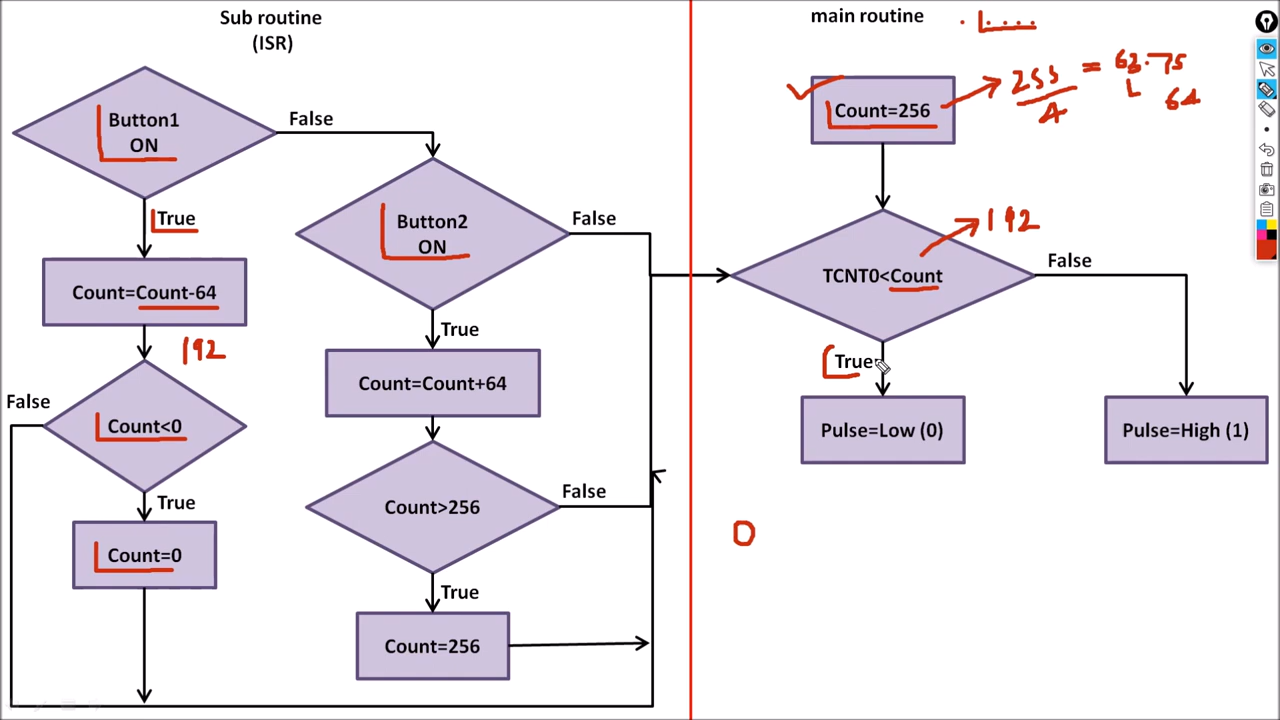 Sub routine
(ISR)
Button1
ON
False
True
Count=Count-64
192
False
Count<0
True
Count=0
Button2
ON
False
True
Count=Count+64
Count>256
False
True
Count=256
main routine
Count=256
255/4 = 63.75
64
192
TCNT0<Count
False
True
Pulse=Low (0)
Pulse=High (1)
0